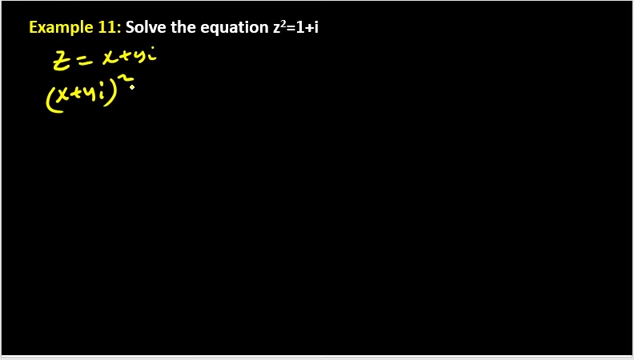 Example 11: Solve the equation z²=1+i
z = x+yi
(x+yi)²